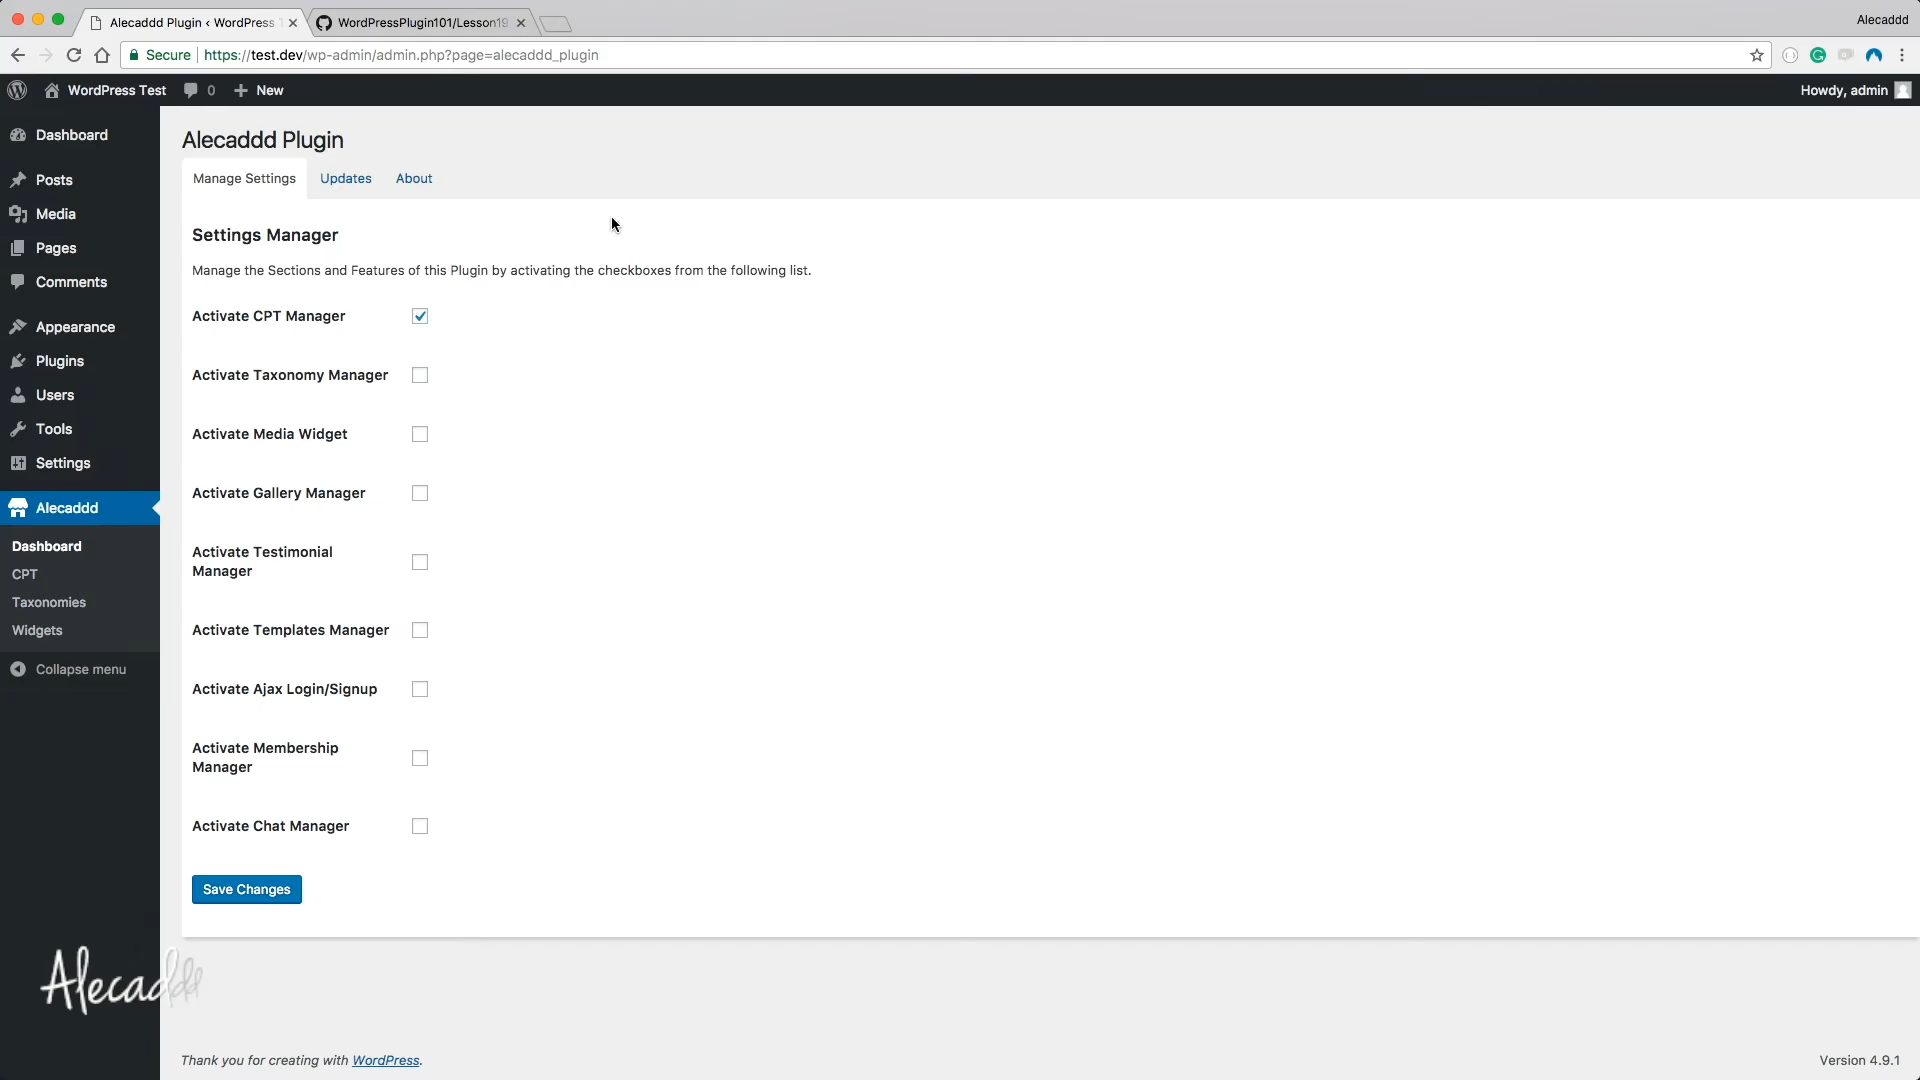 Alecaddd Plugin ‹ WordPress T
WordPressPlugin101/Lesson19
Alecaddd
Secure
https://test.dev/wp-admin/admin.php?page=alecaddd_plugin
WordPress Test
0
New
Howdy, admin
Dashboard
Posts
Media
Pages
Comments
Appearance
Plugins
Users
Tools
Settings
Alecaddd
Dashboard
CPT
Taxonomies
Widgets
Collapse menu
Alecaddd Plugin
Manage Settings
Updates
About
Settings Manager
Manage the Sections and Features of this Plugin by activating the checkboxes from the following list.
Activate CPT Manager
Activate Taxonomy Manager
Activate Media Widget
Activate Gallery Manager
Activate Testimonial
Manager
Activate Templates Manager
Activate Ajax Login/Signup
Activate Membership
Manager
Activate Chat Manager
Save Changes
Alecaddd
Thank you for creating with WordPress.
Version 4.9.1